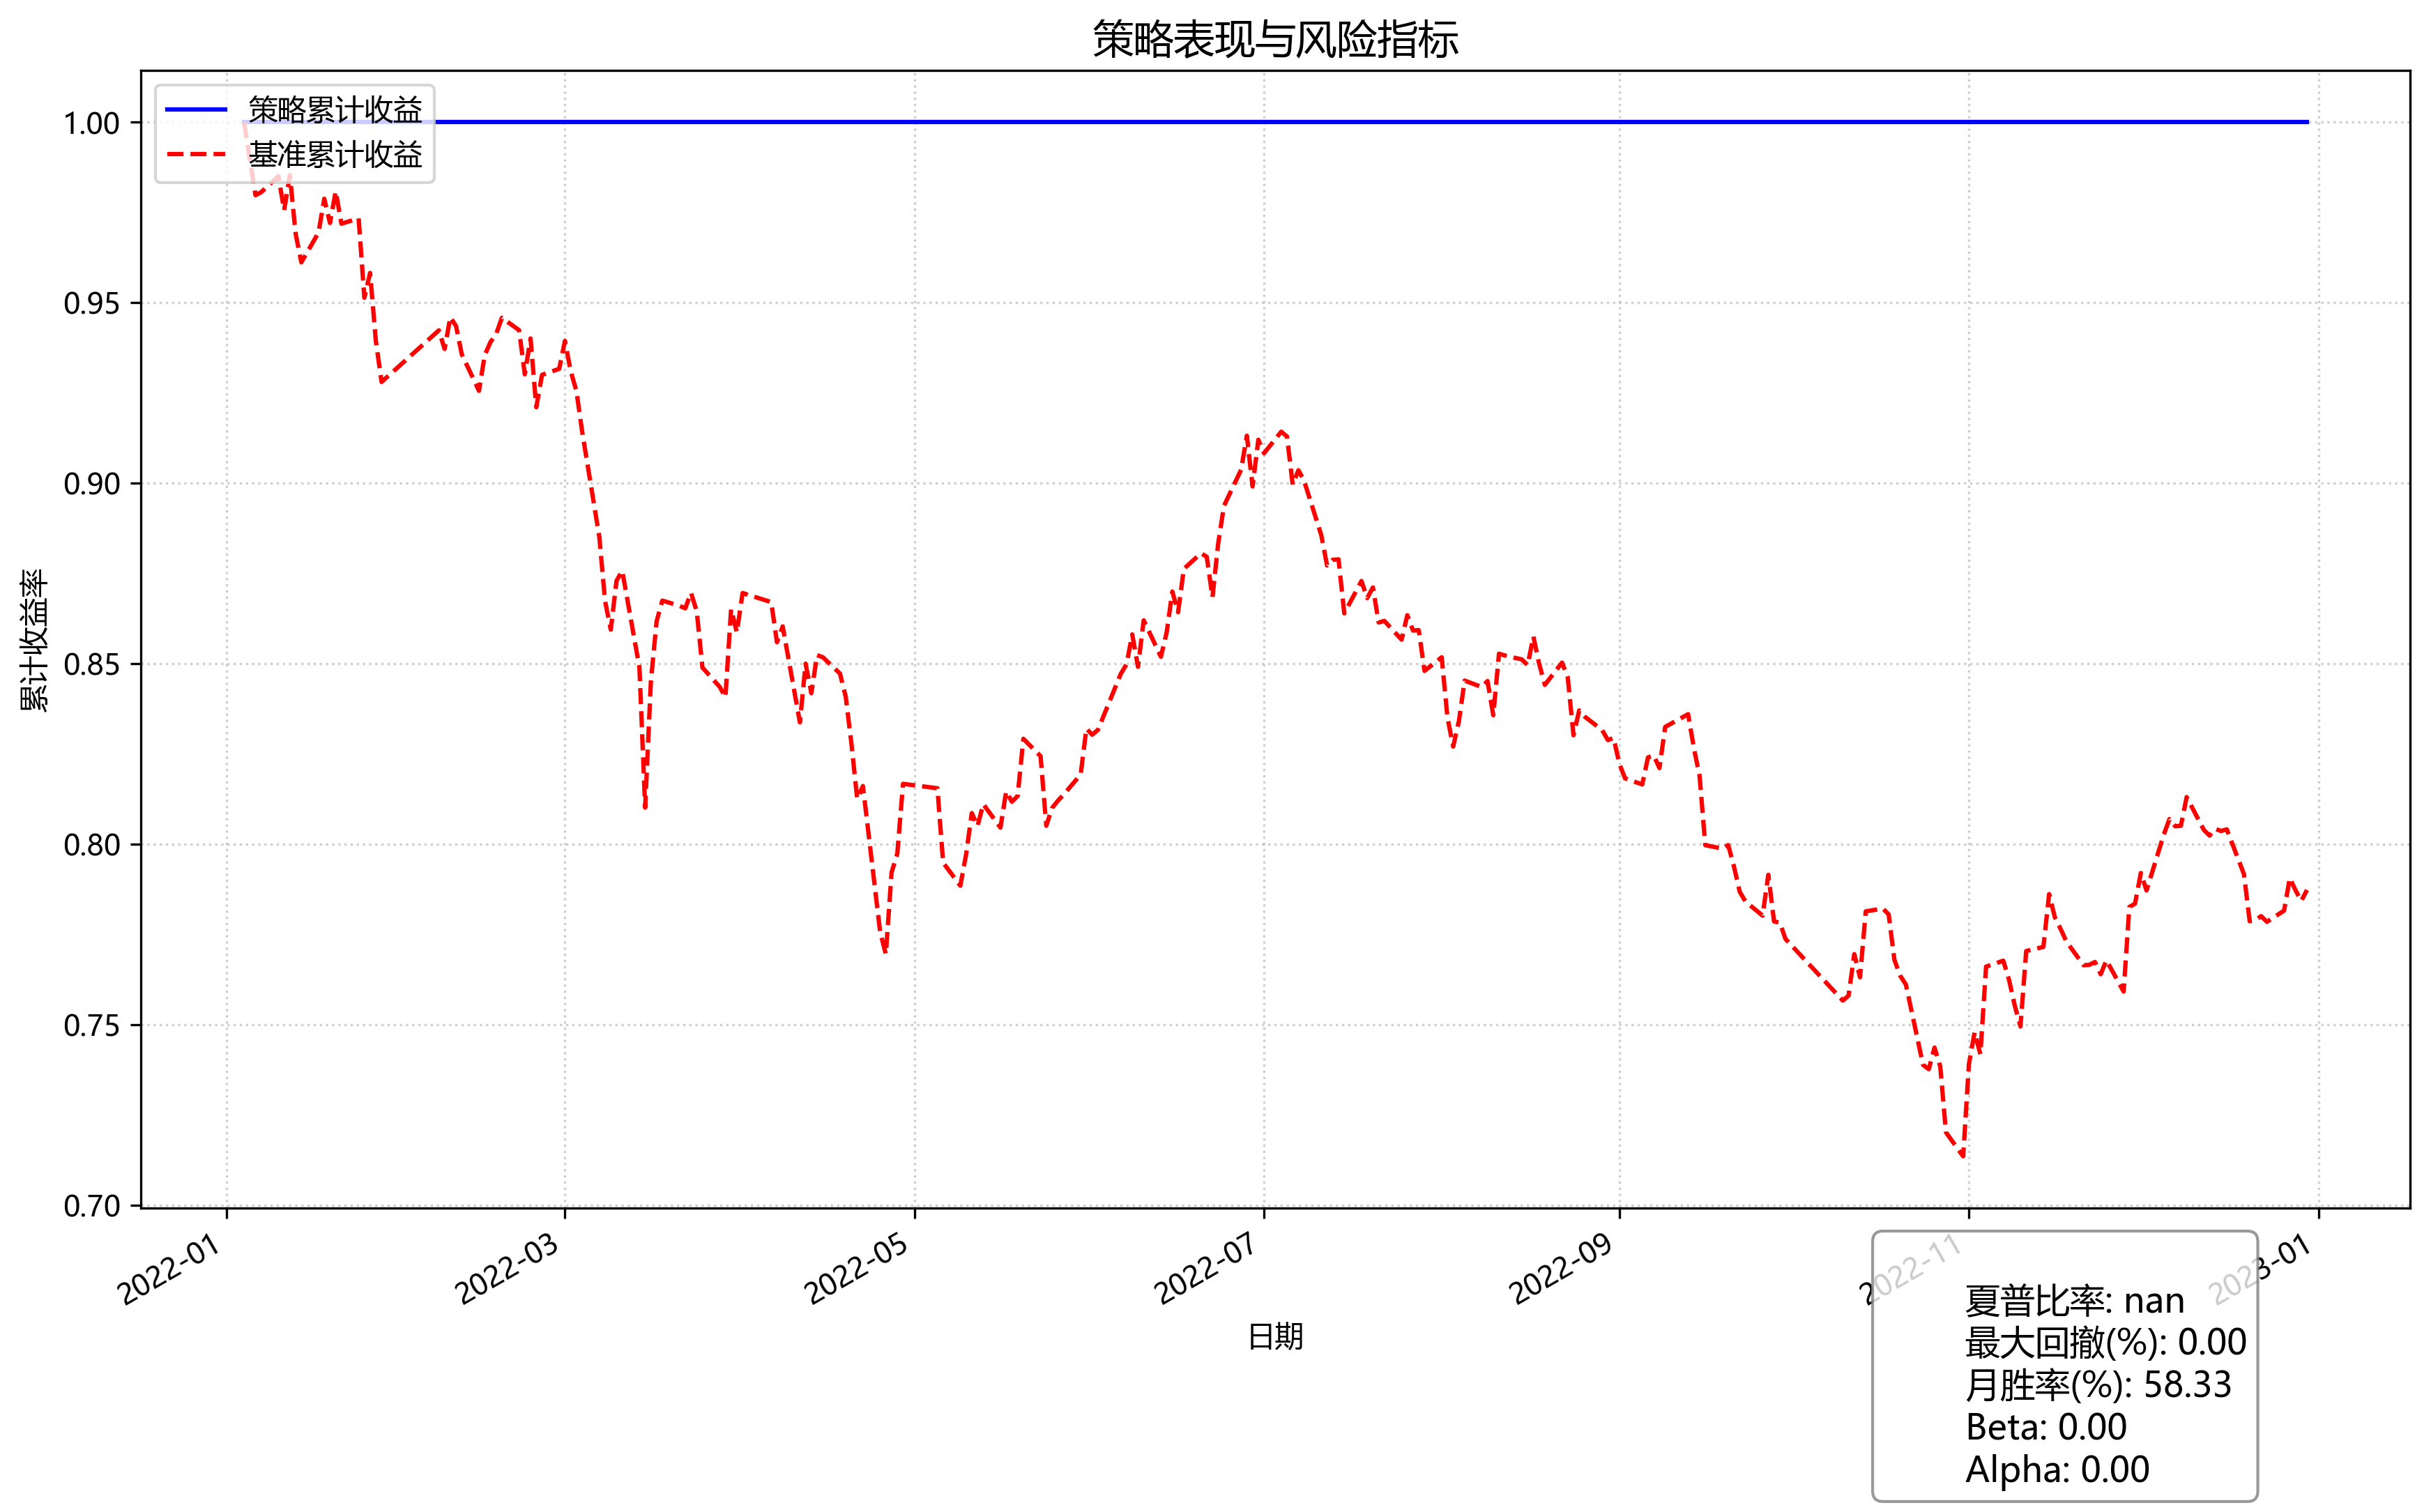 策略表现与风险指标
策略累计收益
基准累计收益
1.00
0.95
0.90
0.85
0.80
0.75
0.70
累计收益率
2022-01
2022-03
2022-05
2022-07
2022-09
2022-11
2023-01
日期
夏普比率: nan
最大回撤(%): 0.00
月胜率(%): 58.33
Beta: 0.00
Alpha: 0.00